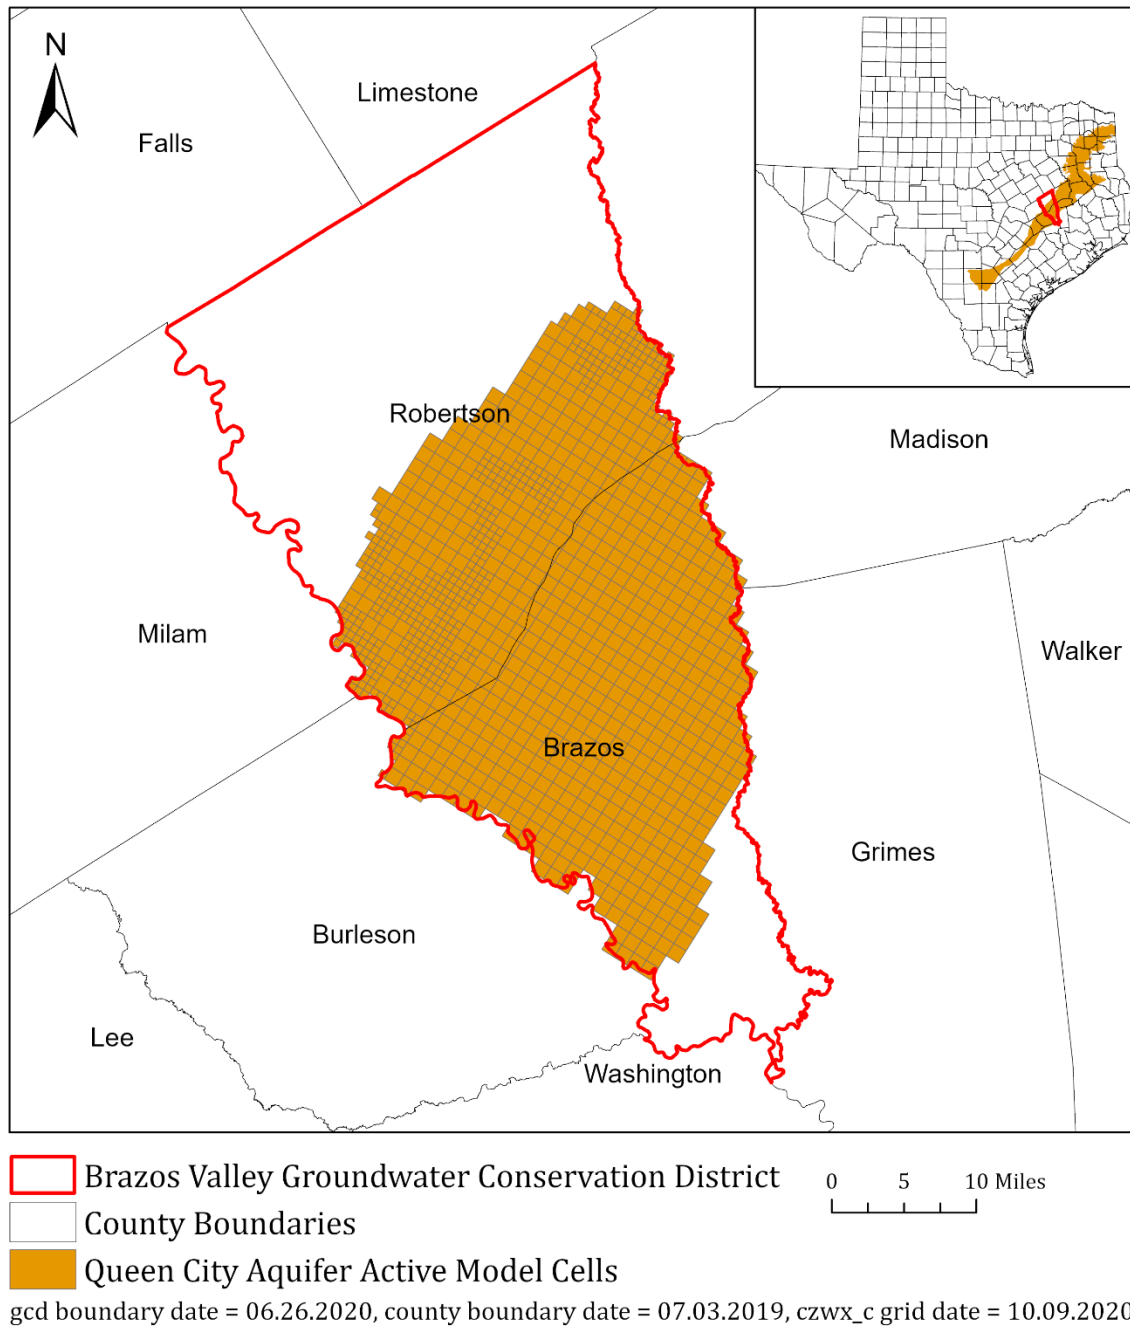 N
Limestone
Falls
Robertson
Madison
Milam
Walker
Brazos
Grimes
Burleson
Lee
Washington
Brazos Valley Groundwater Conservation District
0 5 10 Miles
County Boundaries
Queen City Aquifer Active Model Cells
gcd boundary date = 06.26.2020, county boundary date = 07.03.2019, czwx_c grid date = 10.09.2020